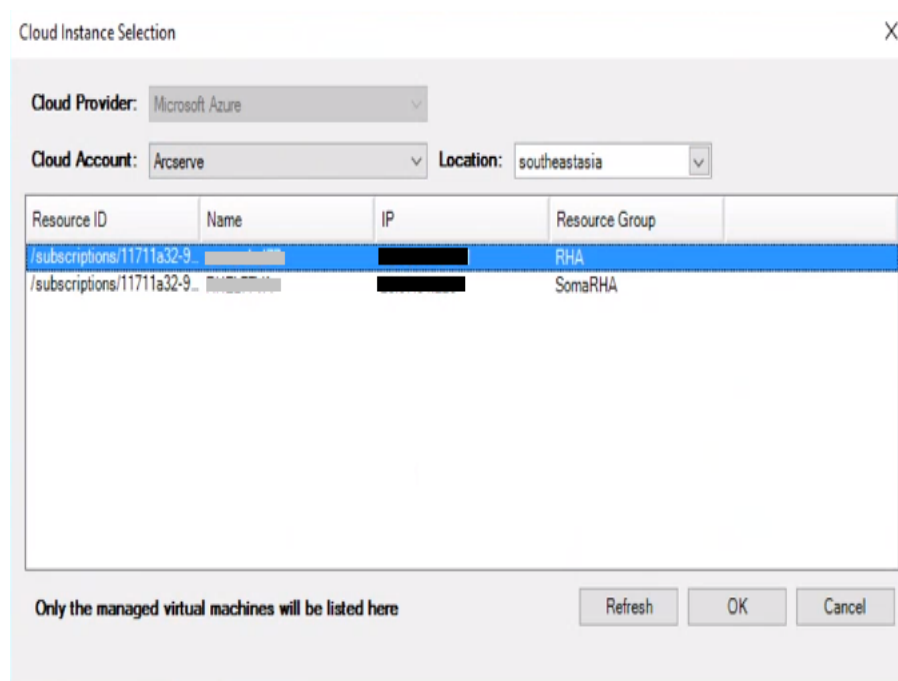 Cloud Instance Selection
Cloud Provider: Microsoft Azure
Cloud Account: Arcserve Location: southeastasia
Resource ID Name IP Resource Group
/subscriptions/11711a32-9... RHA
/subscriptions/11711a32-9... SomaRHA
Only the managed virtual machines will be listed here Refresh OK Cancel